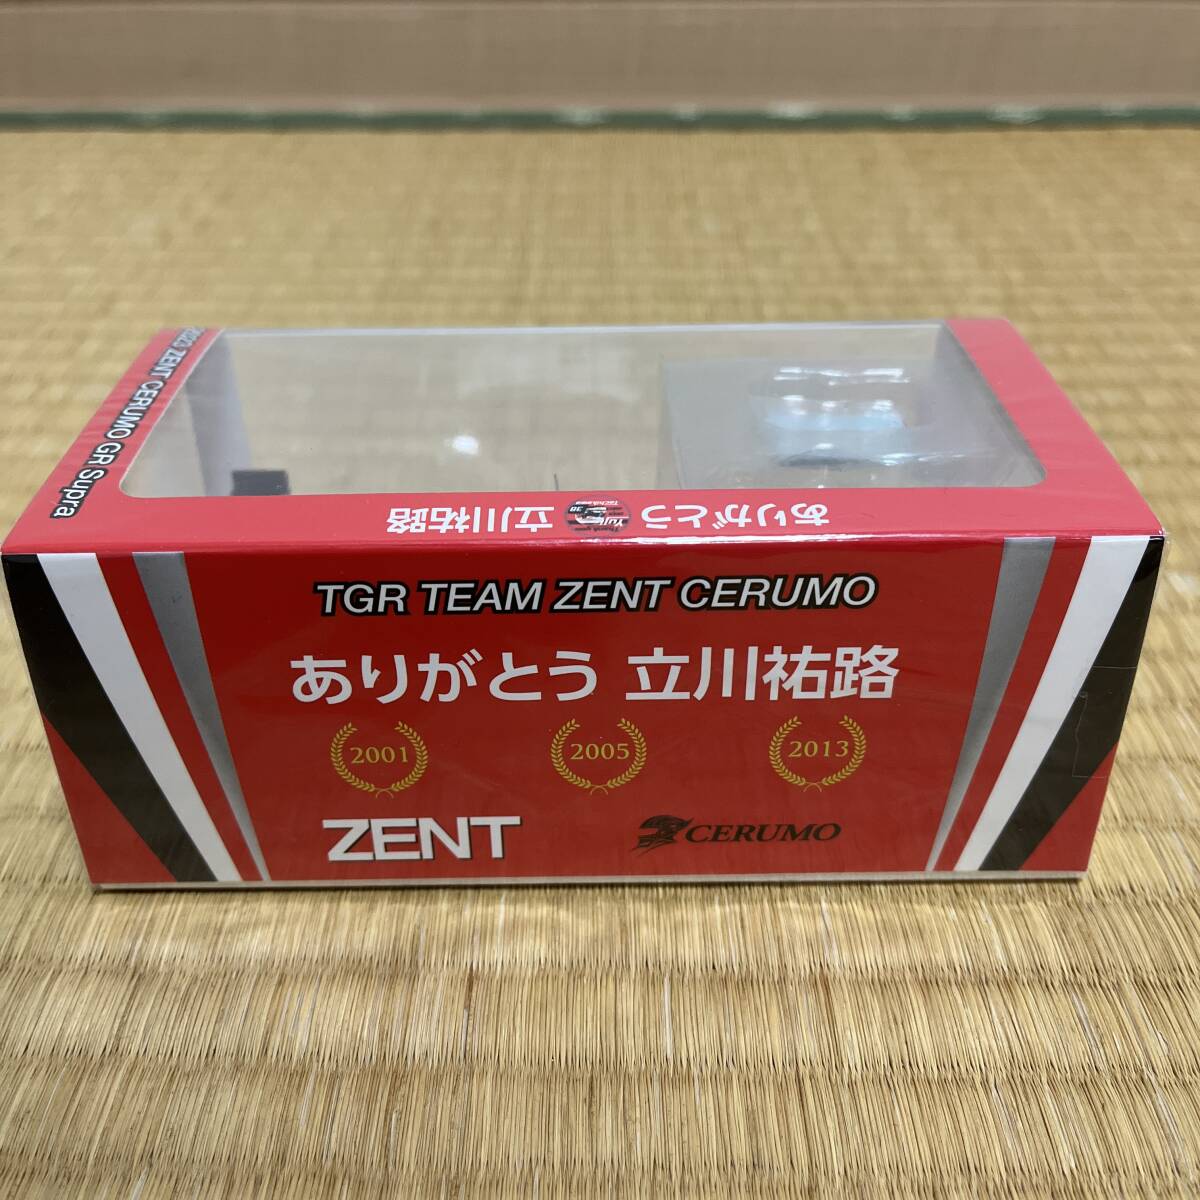 2023 ZENT CERUMO GR Supra
ありがとう 立川祐路
TGR TEAM ZENT CERUMO
ありがとう 立川祐路
2001 2005 2013
ZENT CERUMO